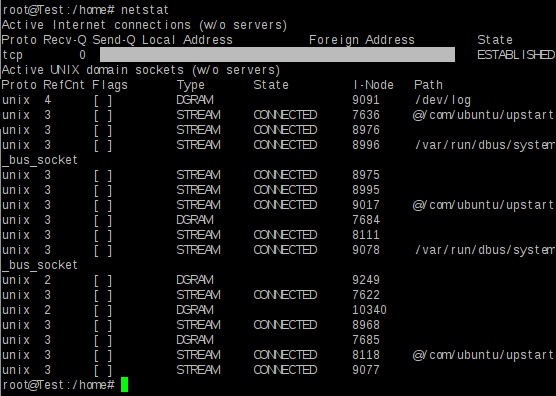 root@Test:/home# netstat
Active Internet connections (w/o servers)
Proto Recv-Q Send-Q Local Address Foreign Address State
tcp 0 ESTABLISHED
Active UNIX domain sockets (w/o servers)
Proto RefCnt Flags Type State I-Node Path
unix 4 [ ] DGRAM 9091 /dev/log
unix 3 [ ] STREAM CONNECTED 7636 @/com/ubuntu/upstart
unix 3 [ ] STREAM CONNECTED 8976
unix 3 [ ] STREAM CONNECTED 8996 /var/run/dbus/system
_bus_socket
unix 3 [ ] STREAM CONNECTED 8975
unix 3 [ ] STREAM CONNECTED 8995
unix 3 [ ] STREAM CONNECTED 9017 @/com/ubuntu/upstart
unix 3 [ ] DGRAM 7684
unix 3 [ ] STREAM CONNECTED 8111
unix 3 [ ] STREAM CONNECTED 9078 /var/run/dbus/system
_bus_socket
unix 2 [ ] DGRAM 9249
unix 3 [ ] STREAM CONNECTED 7622
unix 2 [ ] DGRAM 10340
unix 3 [ ] STREAM CONNECTED 8968
unix 3 [ ] DGRAM 7685
unix 3 [ ] STREAM CONNECTED 8118 @/com/ubuntu/upstart
unix 3 [ ] STREAM CONNECTED 9077
root@Test:/home#